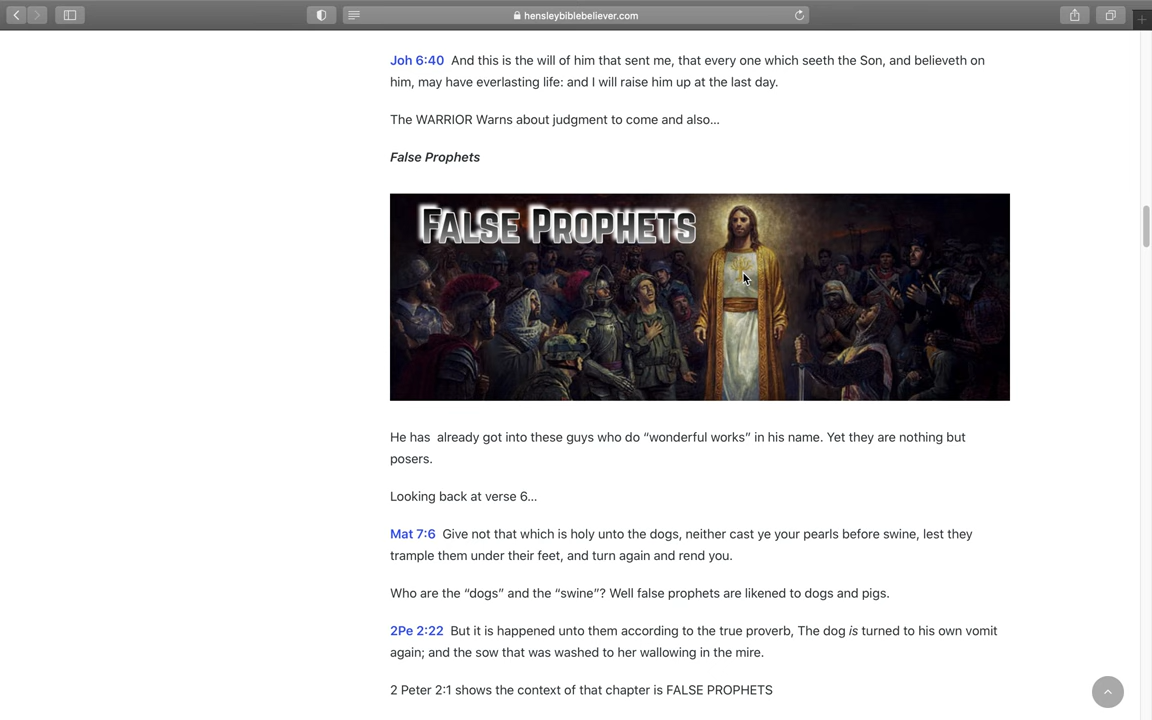 hensleybiblebeliever.com
Joh 6:40 And this is the will of him that sent me, that every one which seeth the Son, and believeth on
him, may have everlasting life: and I will raise him up at the last day.
The WARRIOR Warns about judgment to come and also...
False Prophets
FALSE PROPHETS
He has already got into these guys who do “wonderful works” in his name. Yet they are nothing but
posers.
Looking back at verse 6...
Mat 7:6 Give not that which is holy unto the dogs, neither cast ye your pearls before swine, lest they
trample them under their feet, and turn again and rend you.
Who are the “dogs” and the “swine”? Well false prophets are likened to dogs and pigs.
2Pe 2:22 But it is happened unto them according to the true proverb, The dog is turned to his own vomit
again; and the sow that was washed to her wallowing in the mire.
2 Peter 2:1 shows the context of that chapter is FALSE PROPHETS